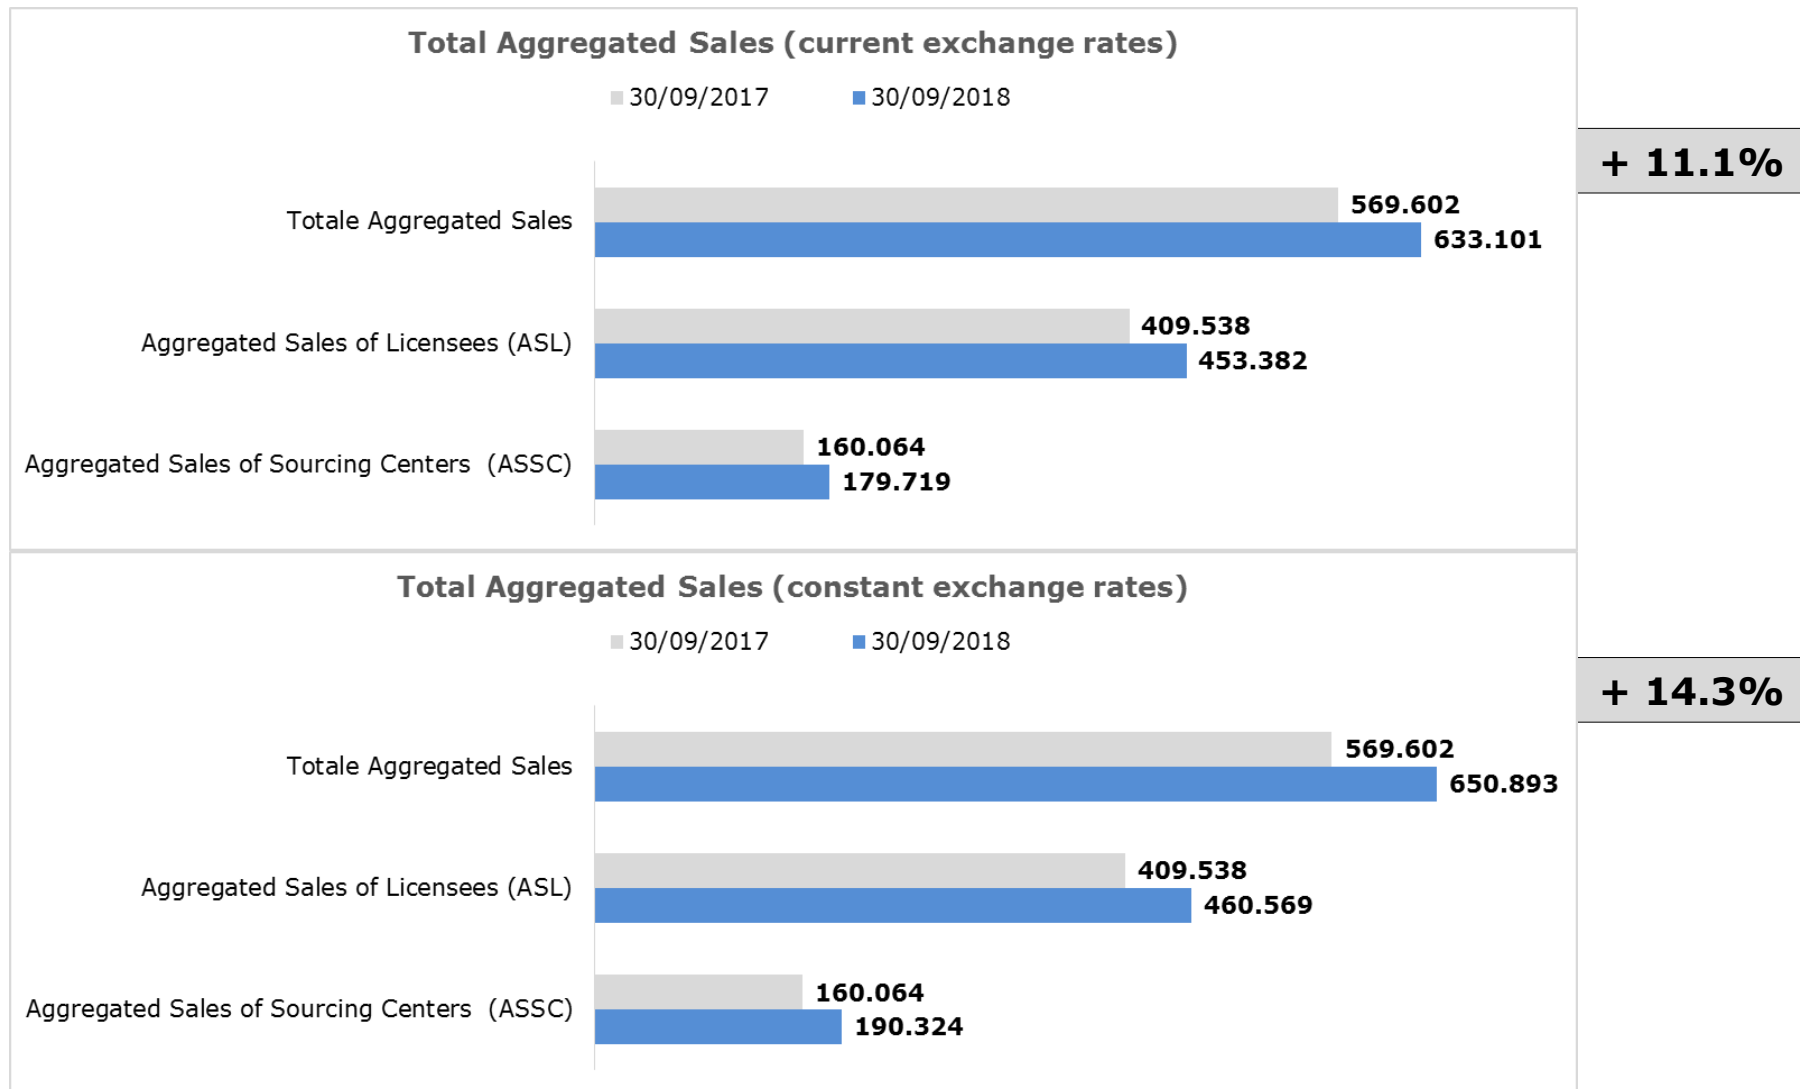 Total Aggregated Sales (current exchange rates)
30/09/2017 30/09/2018
+ 11.1%
Totale Aggregated Sales
569.602
633.101
Aggregated Sales of Licensees (ASL)
409.538
453.382
Aggregated Sales of Sourcing Centers (ASSC)
160.064
179.719
Total Aggregated Sales (constant exchange rates)
30/09/2017 30/09/2018
+ 14.3%
Totale Aggregated Sales
569.602
650.893
Aggregated Sales of Licensees (ASL)
409.538
460.569
Aggregated Sales of Sourcing Centers (ASSC)
160.064
190.324